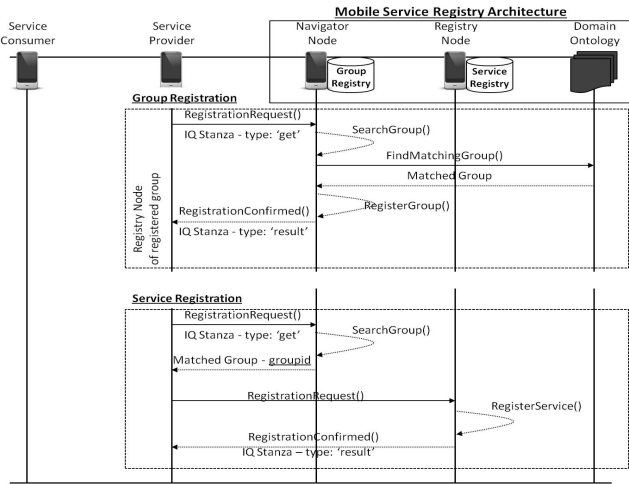 Mobile Service Registry Architecture
Service
Consumer
Service
Provider
Navigator
Node
Registry
Node
Domain
Ontology
Group
Registry
Service
Registry
Group Registration
RegistrationRequest()
IQ Stanza - type: ‘get’
SearchGroup()
FindMatchingGroup()
Matched Group
RegisterGroup()
RegistrationConfirmed()
IQ Stanza - type: ‘result’
Registry Node
of registered group
Service Registration
RegistrationRequest()
IQ Stanza - type: ‘get’
SearchGroup()
Matched Group - groupid
RegistrationRequest()
RegisterService()
RegistrationConfirmed()
IQ Stanza – type: ‘result’